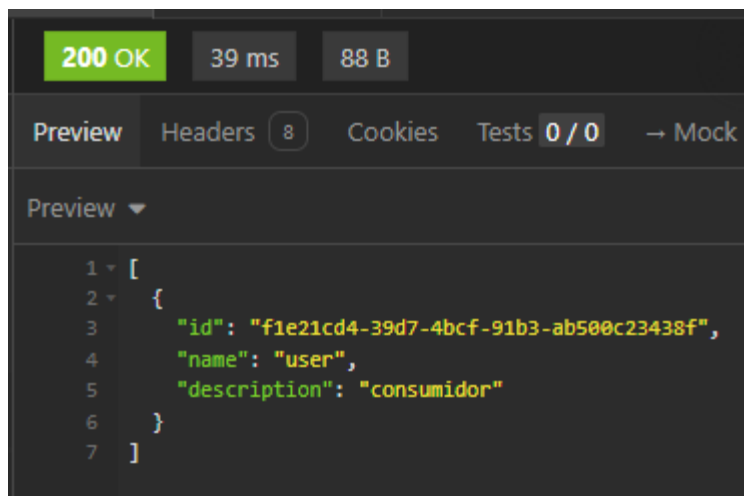 200 OK 39 ms 88 B
Preview Headers 8 Cookies Tests 0 / 0 → Mock
Preview
1 [
2 {
3 "id": "f1e21cd4-39d7-4bcf-91b3-ab500c23438f",
4 "name": "user",
5 "description": "consumidor"
6 }
7 ]